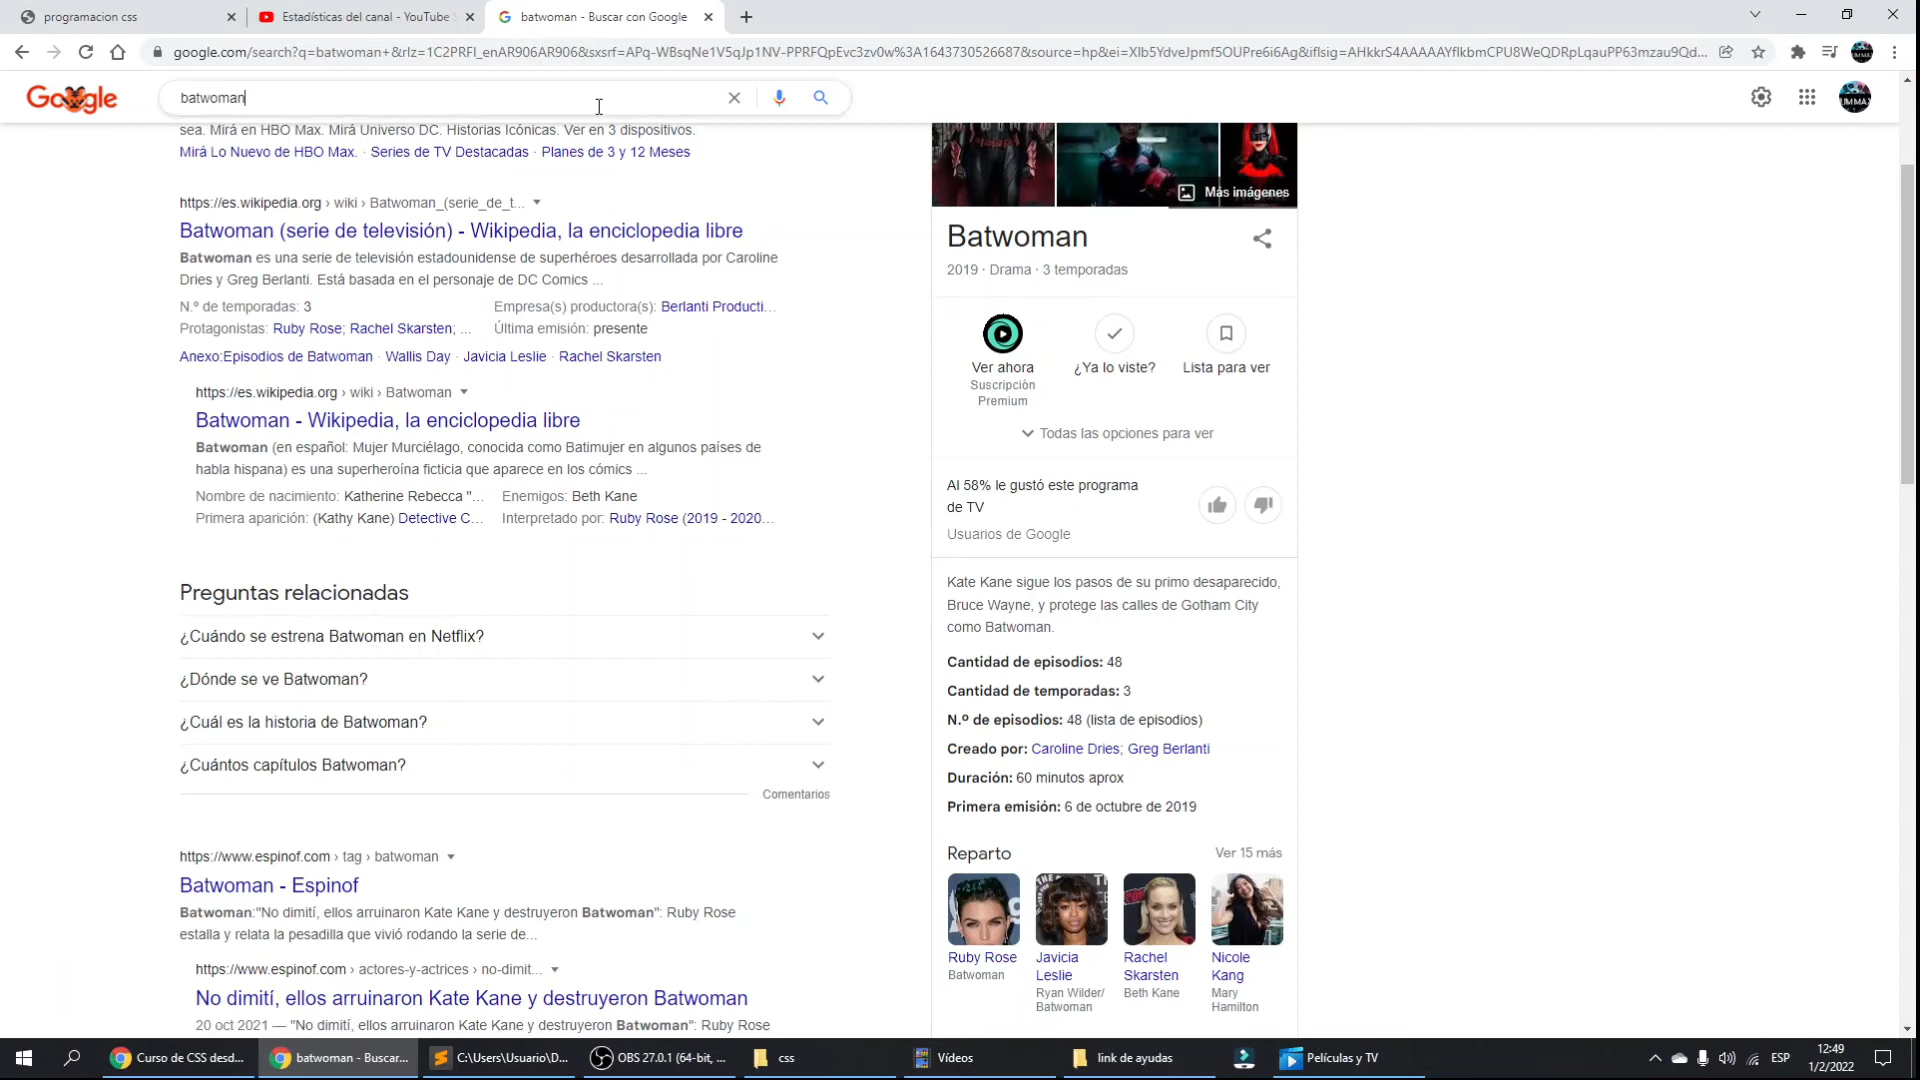 programacion css
Estadísticas del canal - YouTube S
batwoman - Buscar con Google
google.com/search?q=batwoman+&rlz=1C2PRFI_enAR906AR906&sxsrf=APq-WBsqNe1V5qJp1NV-PPRFQpEvc3zv0w%3A1643730526687&source=hp&ei=XIb5YdveJpmf5OUPre6i6Ag&iflsig=AHkkrS4AAAAAYflkbmCPU8WeQDRpLqauPP63mzau9Qd...
Google
batwoman
sea. Mirá en HBO Max. Mirá Universo DC. Historias Icónicas. Ver en 3 dispositivos.
Mirá Lo Nuevo de HBO Max. · Series de TV Destacadas · Planes de 3 y 12 Meses
https://es.wikipedia.org › wiki › Batwoman_(serie_de_t...
Batwoman (serie de televisión) - Wikipedia, la enciclopedia libre
Batwoman es una serie de televisión estadounidense de superhéroes desarrollada por Caroline
Dries y Greg Berlanti. Está basada en el personaje de DC Comics ...
N.º de temporadas: 3
Empresa(s) productora(s): Berlanti Producti...
Protagonistas: Ruby Rose; Rachel Skarsten; ...
Última emisión: presente
Anexo:Episodios de Batwoman · Wallis Day · Javicia Leslie · Rachel Skarsten
https://es.wikipedia.org › wiki › Batwoman
Batwoman - Wikipedia, la enciclopedia libre
Batwoman (en español: Mujer Murciélago, conocida como Batimujer en algunos países de
habla hispana) es una superheroína ficticia que aparece en los cómics ...
Nombre de nacimiento: Katherine Rebecca "...
Enemigos: Beth Kane
Primera aparición: (Kathy Kane) Detective C...
Interpretado por: Ruby Rose (2019 - 2020...
Preguntas relacionadas
¿Cuándo se estrena Batwoman en Netflix?
¿Dónde se ve Batwoman?
¿Cuál es la historia de Batwoman?
¿Cuántos capítulos Batwoman?
Comentarios
https://www.espinof.com › tag › batwoman
Batwoman - Espinof
Batwoman:"No dimití, ellos arruinaron Kate Kane y destruyeron Batwoman": Ruby Rose
estalla y relata la pesadilla que vivió rodando la serie de...
https://www.espinof.com › actores-y-actrices › no-dimit...
No dimití, ellos arruinaron Kate Kane y destruyeron Batwoman
20 oct 2021 — "No dimití, ellos arruinaron Kate Kane y destruyeron Batwoman": Ruby Rose
Más imágenes
Batwoman
2019 · Drama · 3 temporadas
Ver ahora
Suscripción
Premium
¿Ya lo viste?
Lista para ver
Todas las opciones para ver
Al 58% le gustó este programa
de TV
Usuarios de Google
Kate Kane sigue los pasos de su primo desaparecido,
Bruce Wayne, y protege las calles de Gotham City
como Batwoman.
Cantidad de episodios: 48
Cantidad de temporadas: 3
N.º de episodios: 48 (lista de episodios)
Creado por: Caroline Dries; Greg Berlanti
Duración: 60 minutos aprox
Primera emisión: 6 de octubre de 2019
Reparto
Ver 15 más
Ruby Rose
Batwoman
Javicia
Leslie
Ryan Wilder/
Batwoman
Rachel
Skarsten
Beth Kane
Nicole
Kang
Mary
Hamilton
Curso de CSS desd...
batwoman - Buscar...
C:\Users\Usuario\D...
OBS 27.0.1 (64-bit, ...
css
Vídeos
link de ayudas
Películas y TV
ESP
12:49
1/2/2022